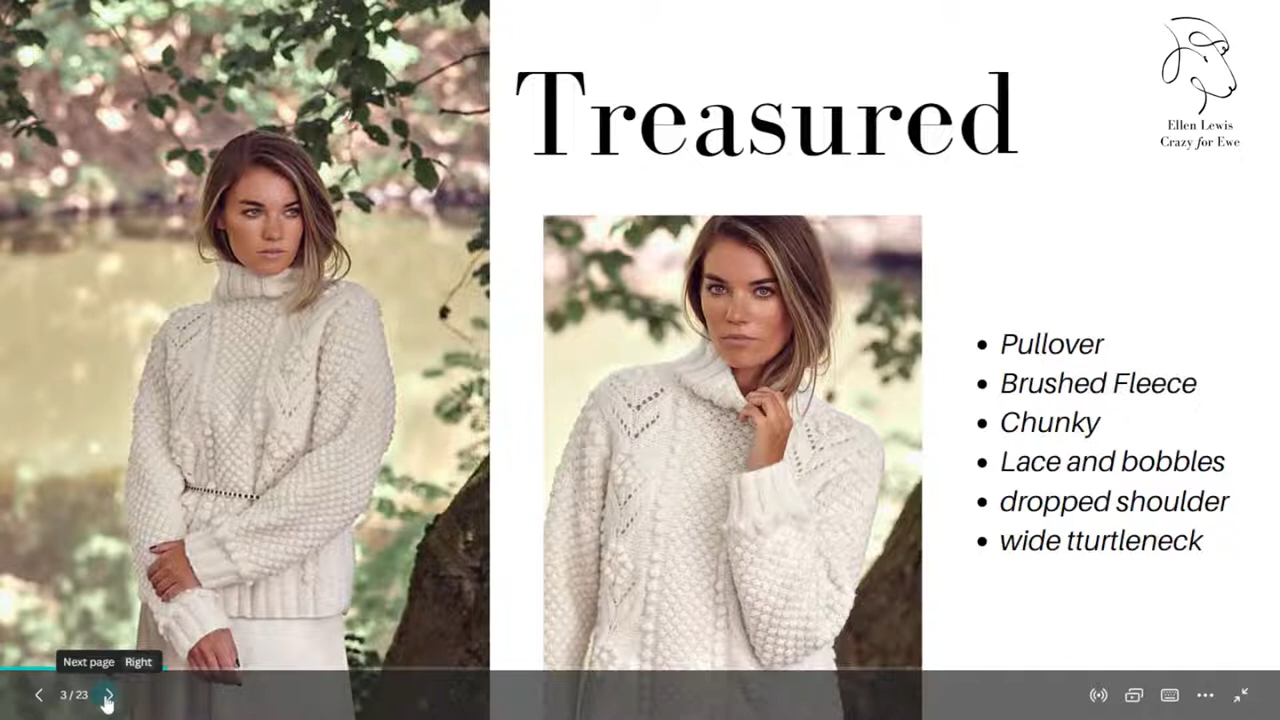 Treasured
Ellen Lewis
Crazy for Ewe
Pullover
Brushed Fleece
Chunky
Lace and bobbles
dropped shoulder
wide tturtleneck
Next page Right
3 / 23